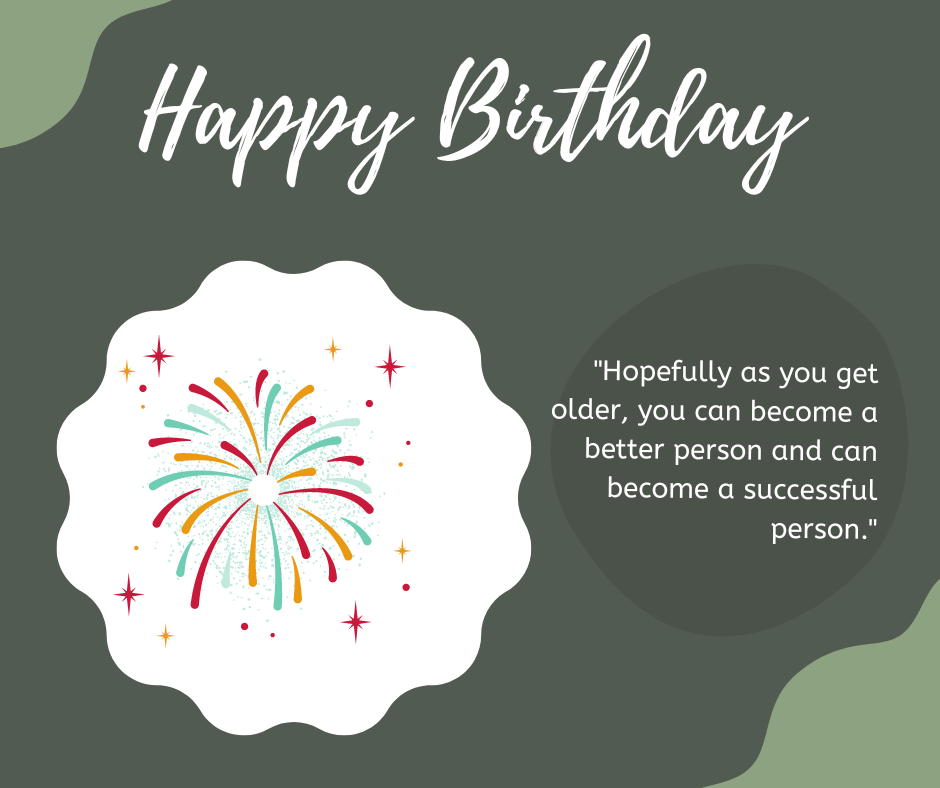 Happy Birthday
"Hopefully as you get
older, you can become a
better person and can
become a successful
person."